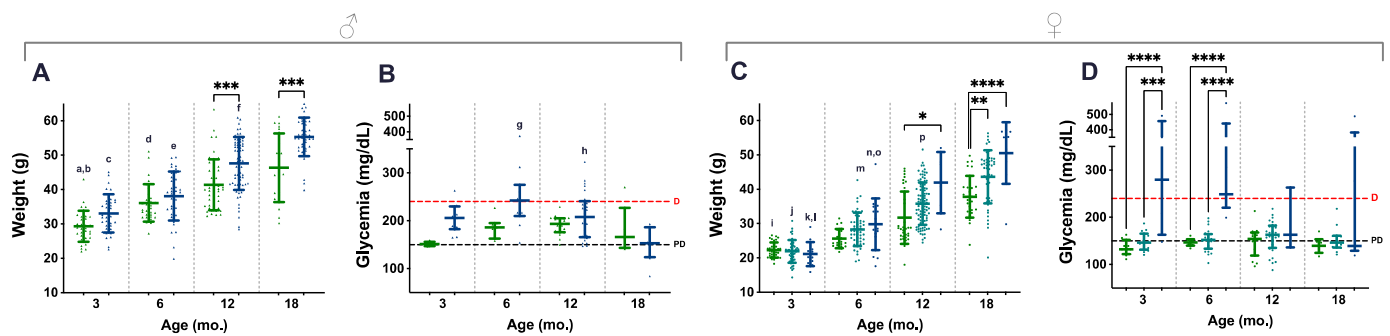 ♂
♀
A
Weight (g)
60
50
40
30
20
10
a,b
c
d
e
***
f
***
3
6
12
18
Age (mo.)
B
Glycemia (mg/dL)
500
400
300
200
150
100
g
h
D
PD
3
6
12
18
Age (mo.)
C
Weight (g)
60
50
40
30
20
10
i
j
k,l
m
n,o
*
p
****
**
3
6
12
18
Age (mo.)
D
Glycemia (mg/dL)
500
400
300
200
150
100
****
***
****
****
D
PD
3
6
12
18
Age (mo.)